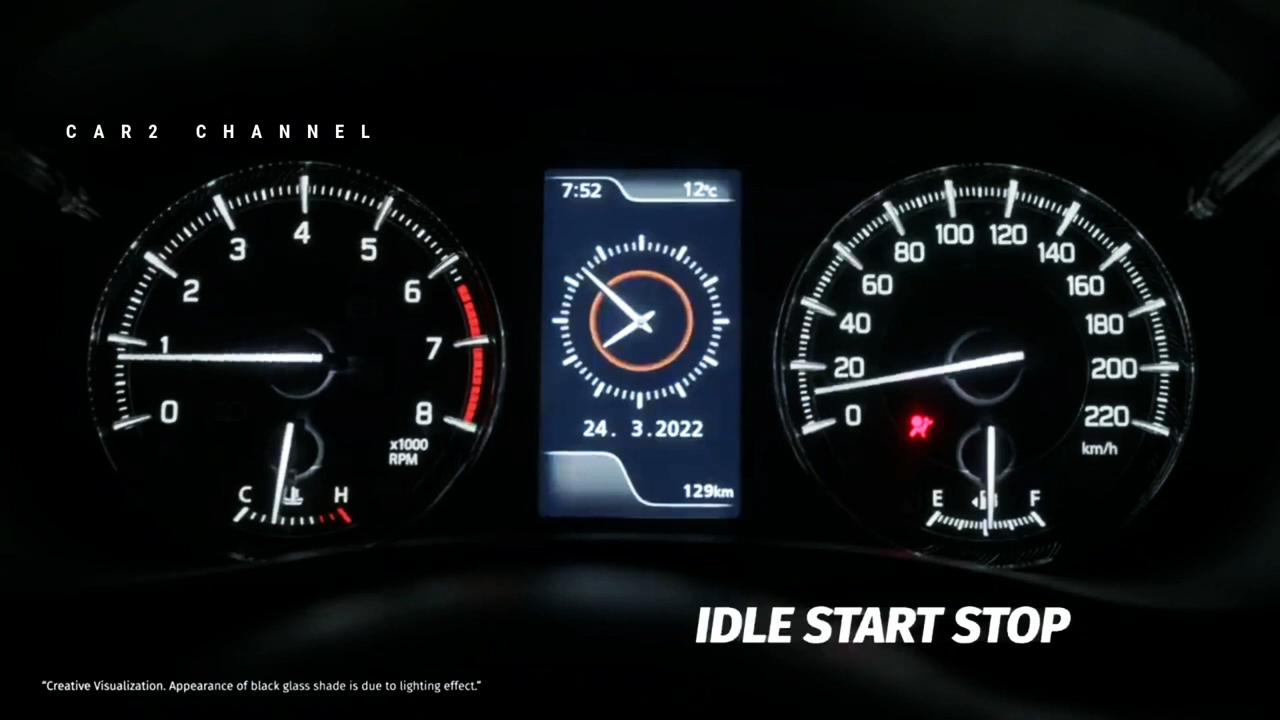 CAR2 CHANNEL
7:52
12°c
0
1
2
3
4
5
6
7
8
x1000
RPM
C
H
24. 3.2022
129km
0
20
40
60
80
100
120
140
160
180
200
220
km/h
E
F
IDLE START STOP
“Creative Visualization. Appearance of black glass shade is due to lighting effect.”